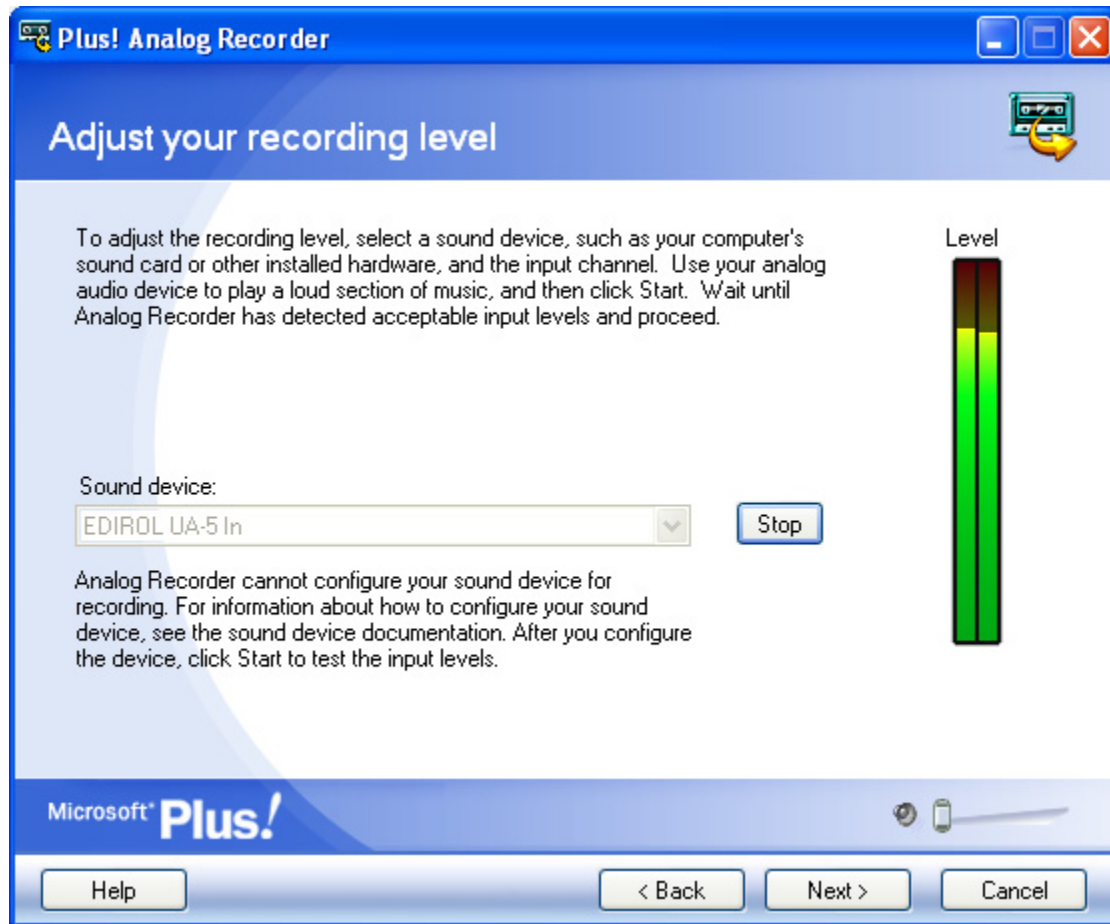 Plus! Analog Recorder
Adjust your recording level
To adjust the recording level, select a sound device, such as your computer's
sound card or other installed hardware, and the input channel.  Use your analog
audio device to play a loud section of music, and then click Start.  Wait until
Analog Recorder has detected acceptable input levels and proceed.
Level
Sound device:
EDIROL UA-5 In
Stop
Analog Recorder cannot configure your sound device for
recording. For information about how to configure your sound
device, see the sound device documentation. After you configure
the device, click Start to test the input levels.
Microsoft® Plus!
Help
< Back
Next >
Cancel